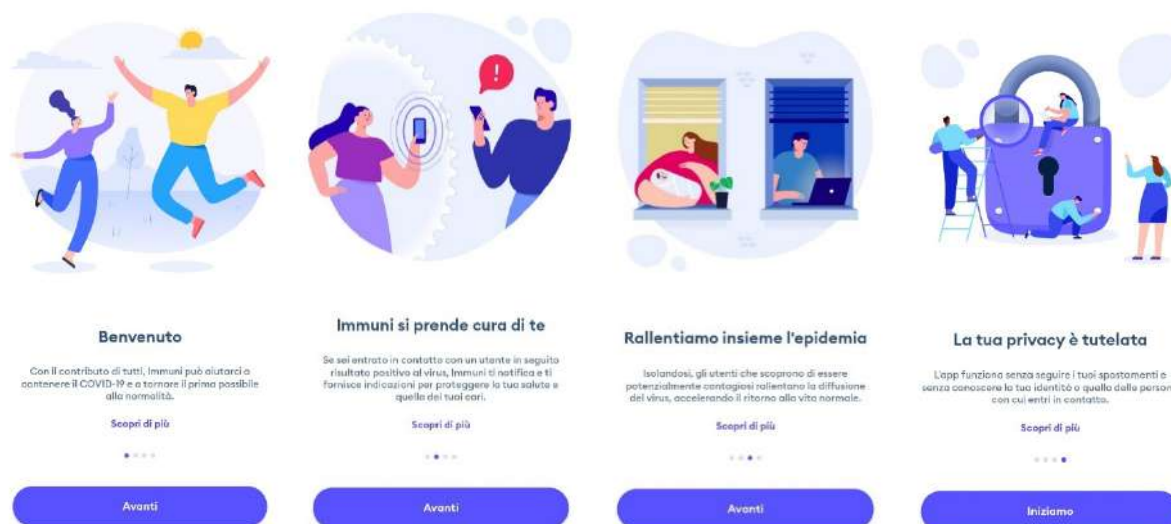 Benvenuto
Con il contributo di tutti, Immuni può aiutarci a
contenere il COVID-19 e a tornare il prima possibile
alla normalità.
Scopri di più
Avanti
Immuni si prende cura di te
Se sei entrato in contatto con un utente in seguito
risultato positivo al virus, Immuni ti notifica e ti
fornisce indicazioni per proteggere la tua salute e
quella dei tuoi cari.
Scopri di più
Avanti
Rallentiamo insieme l'epidemia
Isolandosi, gli utenti che scoprono di essere
potenzialmente contagiosi rallentano la diffusione
del virus, accelerando il ritorno alla vita normale.
Scopri di più
Avanti
La tua privacy è tutelata
L'app funziona senza seguire i tuoi spostamenti e
senza conoscere la tua identità o quella delle person
con cui entri in contatto.
Scopri di più
Iniziamo